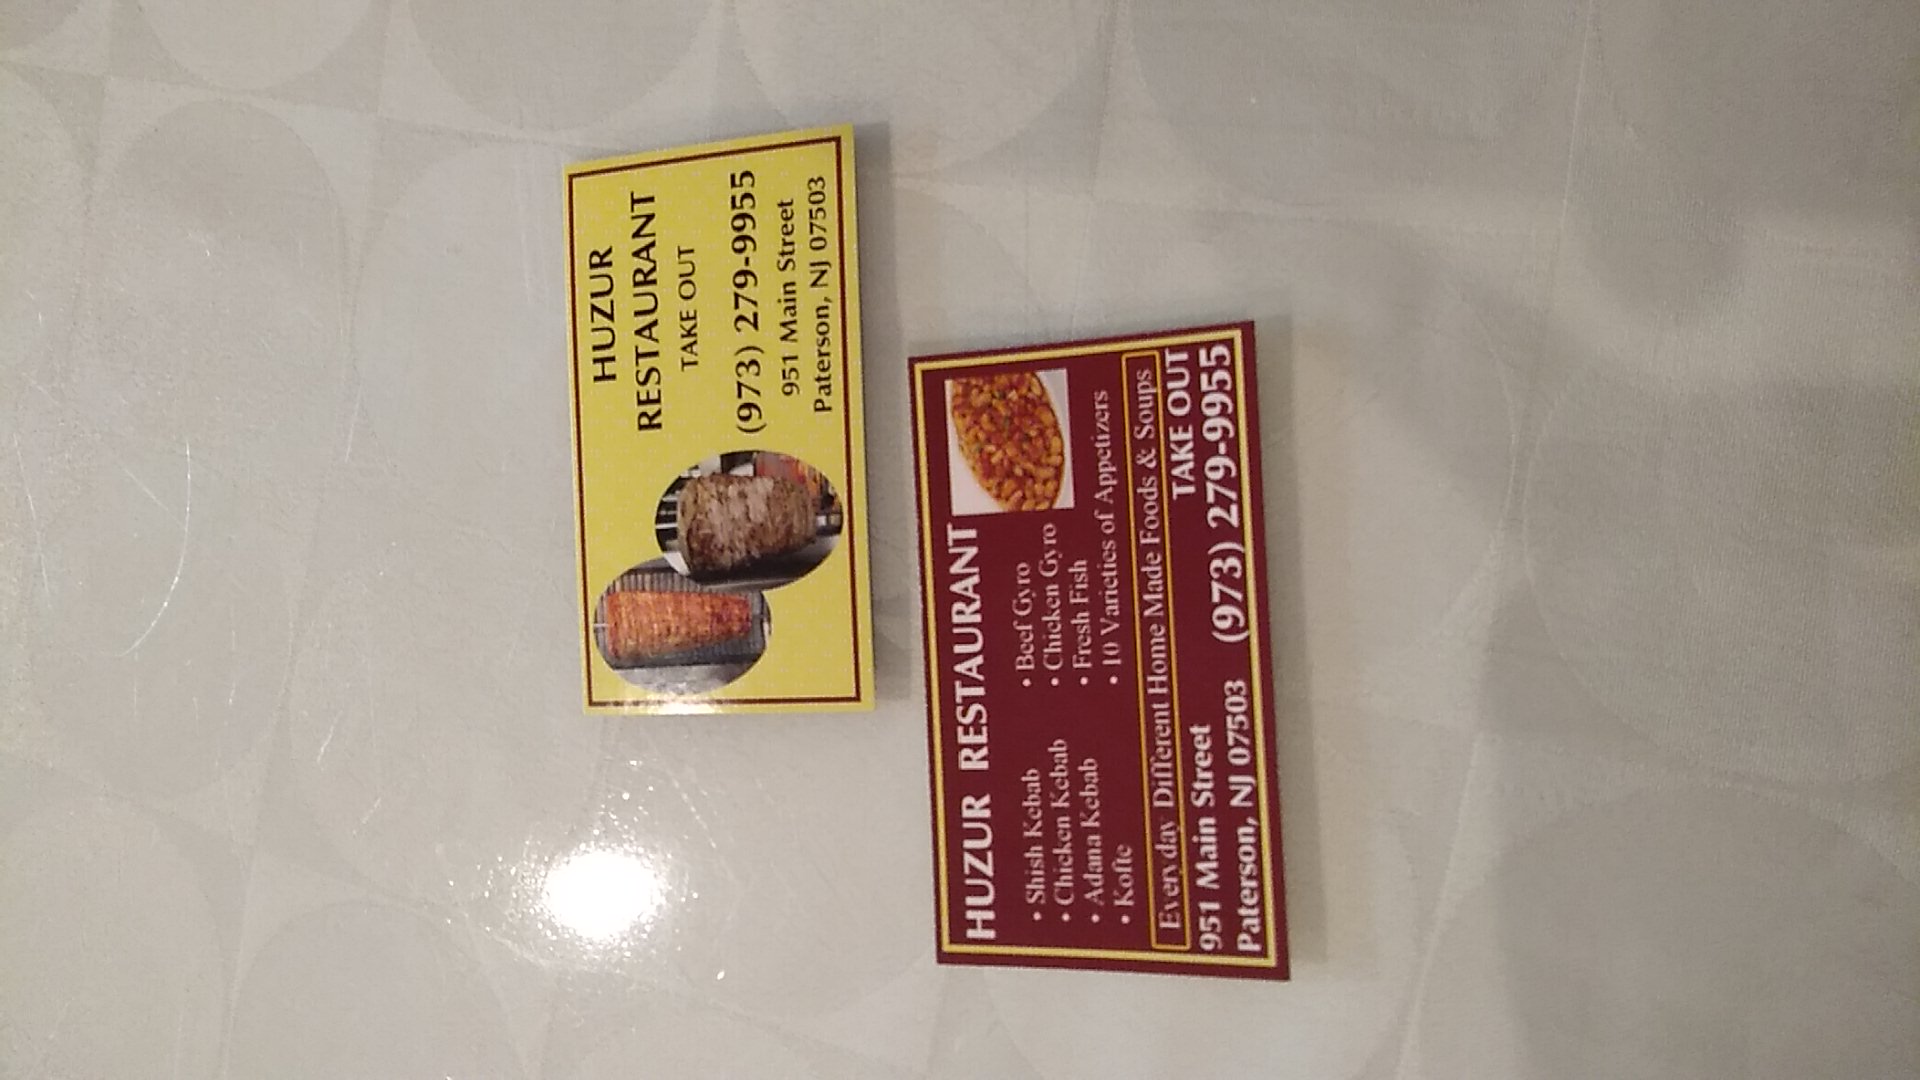 HUZUR
RESTAURANT
TAKE OUT
(973) 279-9955
951 Main Street
Paterson, NJ 07503
HUZUR RESTAURANT
• Shish Kebab
• Chicken Kebab
• Adana Kebab
• Kofte
• Beef Gyro
• Chicken Gyro
• Fresh Fish
• 10 Varieties of Appetizers
Every day Different Home Made Foods & Soups
951 Main Street
Paterson, NJ 07503
TAKE OUT
(973) 279-9955